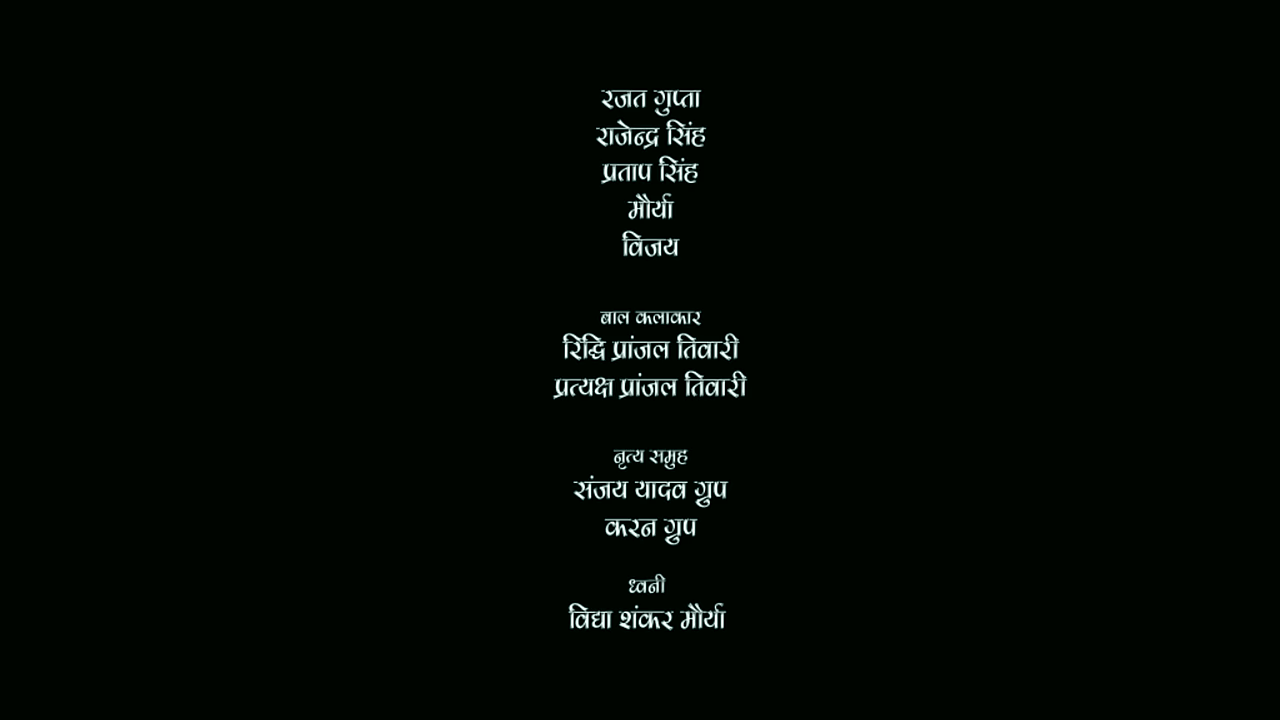 रजत गुप्ता
राजेन्द्र सिंह
प्रताप सिंह
मौर्या
विजय
बाल कलाकार
रिद्धि प्रांजल तिवारी
प्रत्यक्ष प्रांजल तिवारी
नृत्य समुह
संजय यादव ग्रुप
करन ग्रुप
ध्वनी
विद्या शंकर मौर्या